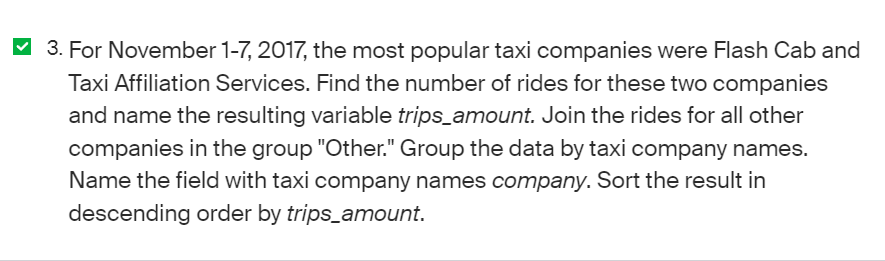 3. For November 1-7, 2017, the most popular taxi companies were Flash Cab and
Taxi Affiliation Services. Find the number of rides for these two companies
and name the resulting variable trips_amount. Join the rides for all other
companies in the group "Other." Group the data by taxi company names.
Name the field with taxi company names company. Sort the result in
descending order by trips_amount.